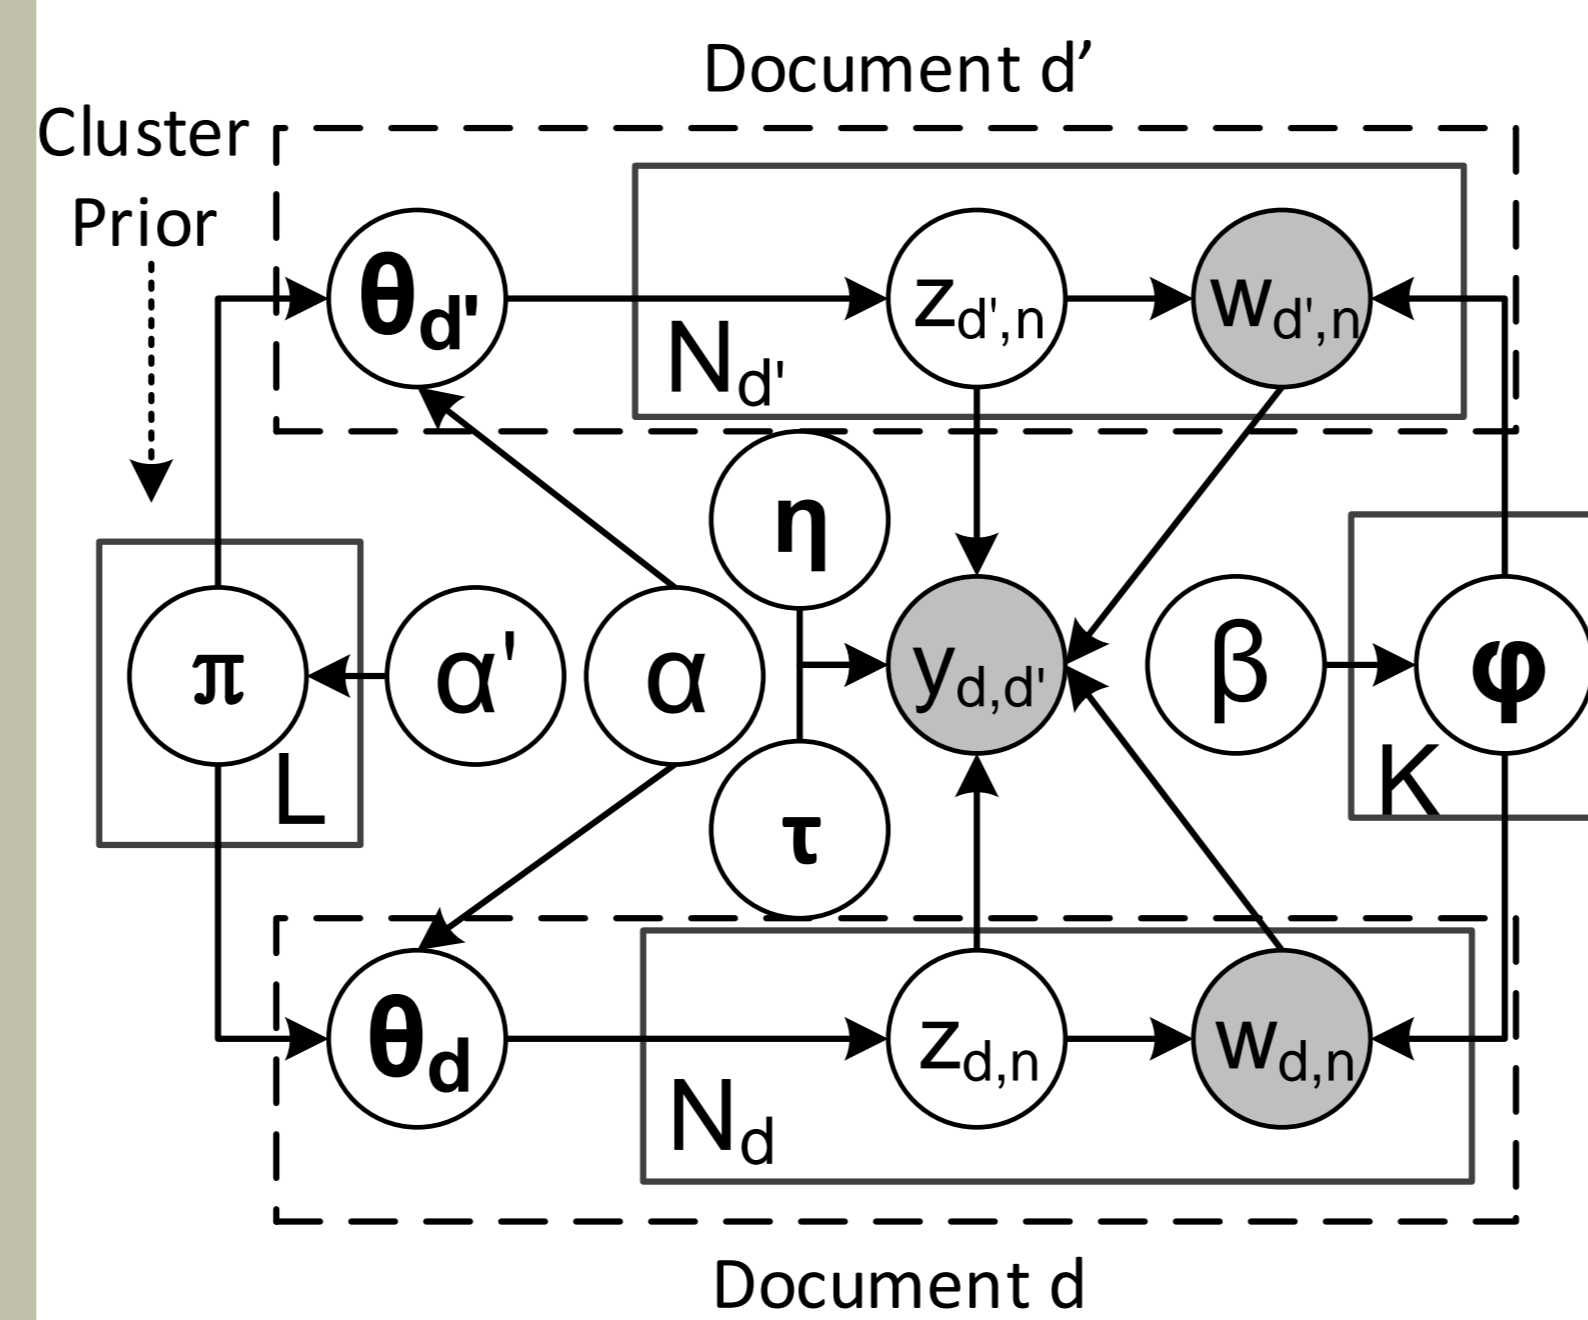 Document d’
Cluster
Prior
θd'
zd',n
wd',n
Nd'
η
π
α'
α
yd,d'
β
φ
L
K
τ
θd
zd,n
wd,n
Nd
Document d